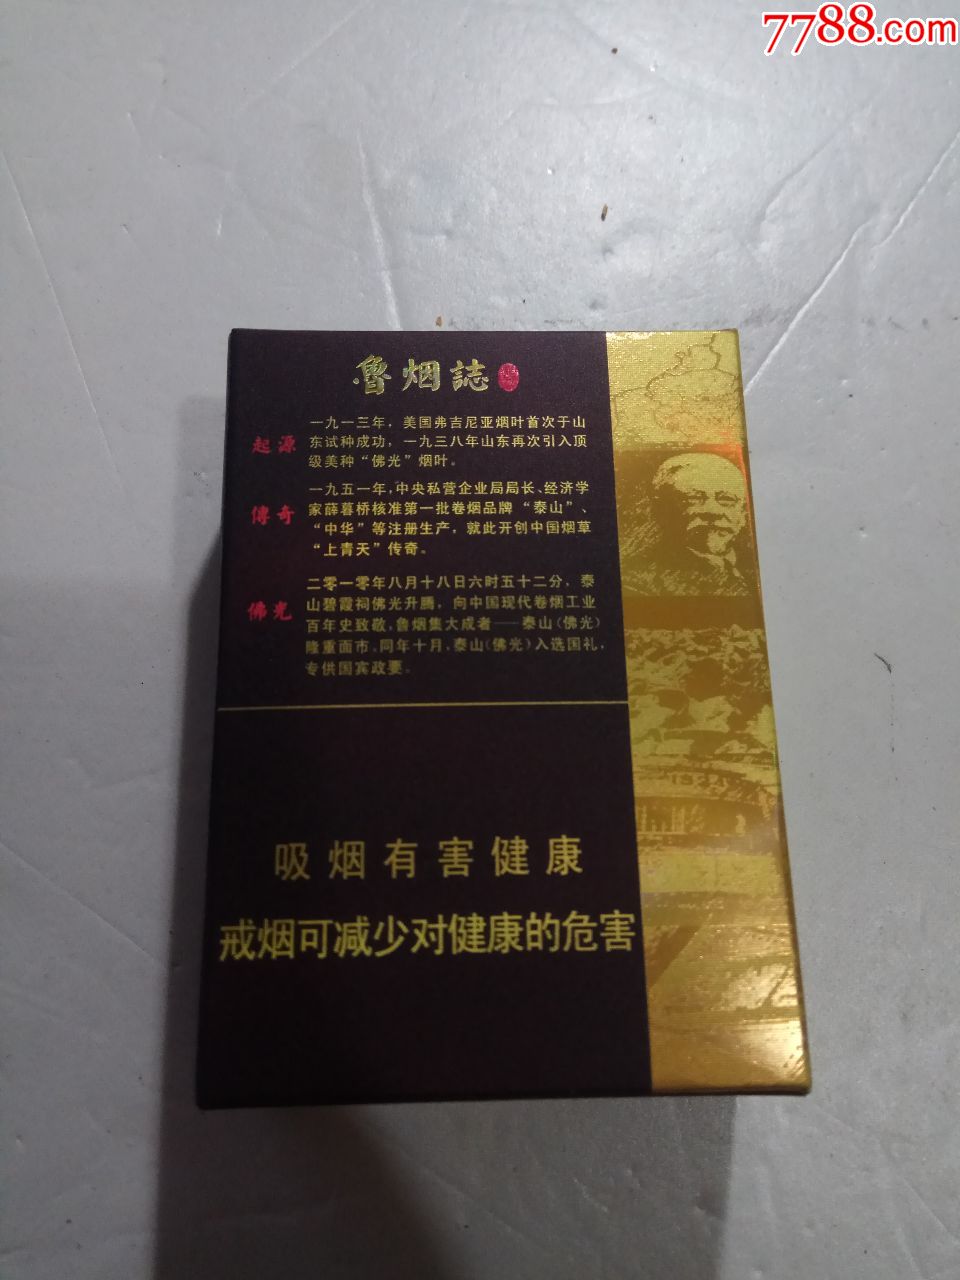 7788.com
魯烟誌
起源
一九一三年，美国弗吉尼亚烟叶首次于山
东试种成功，一九三八年山东再次引入顶
级美种“佛光”烟叶。
傳奇
一九五一年，中央私营企业局局长、经济学
家薛暮桥核准第一批卷烟品牌“泰山”、
“中华”等注册生产，就此开创中国烟草
“上青天”传奇。
佛光
二零一零年八月十八日六时五十二分，泰
山碧霞祠佛光升腾，向中国现代卷烟工业
百年史致敬，鲁烟集大成者——泰山（佛光）
隆重面市。同年十月，泰山（佛光）入选国礼，
专供国宾政要。
吸烟有害健康
戒烟可减少对健康的危害